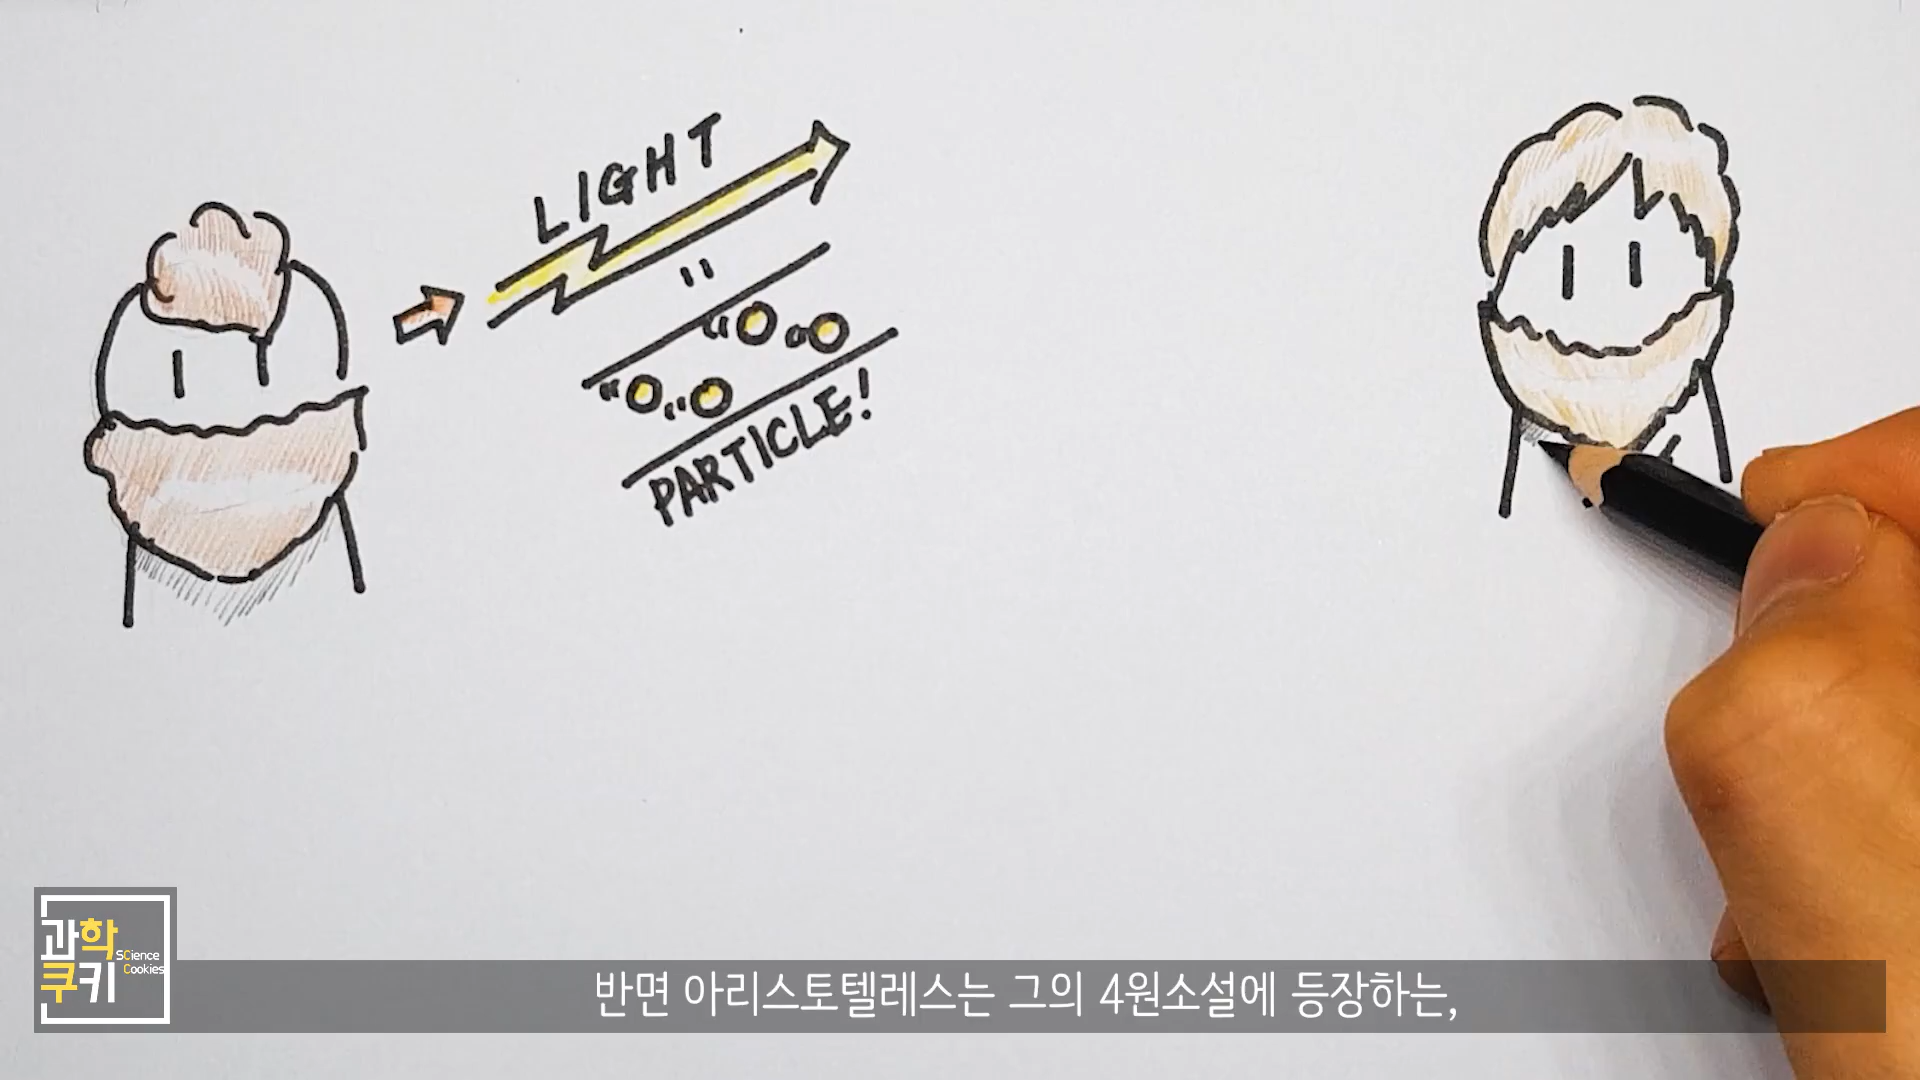 LIGHT
"
PARTICLE!
과학
쿠키
SCience
Cookies
반면 아리스토텔레스는 그의 4원소설에 등장하는,